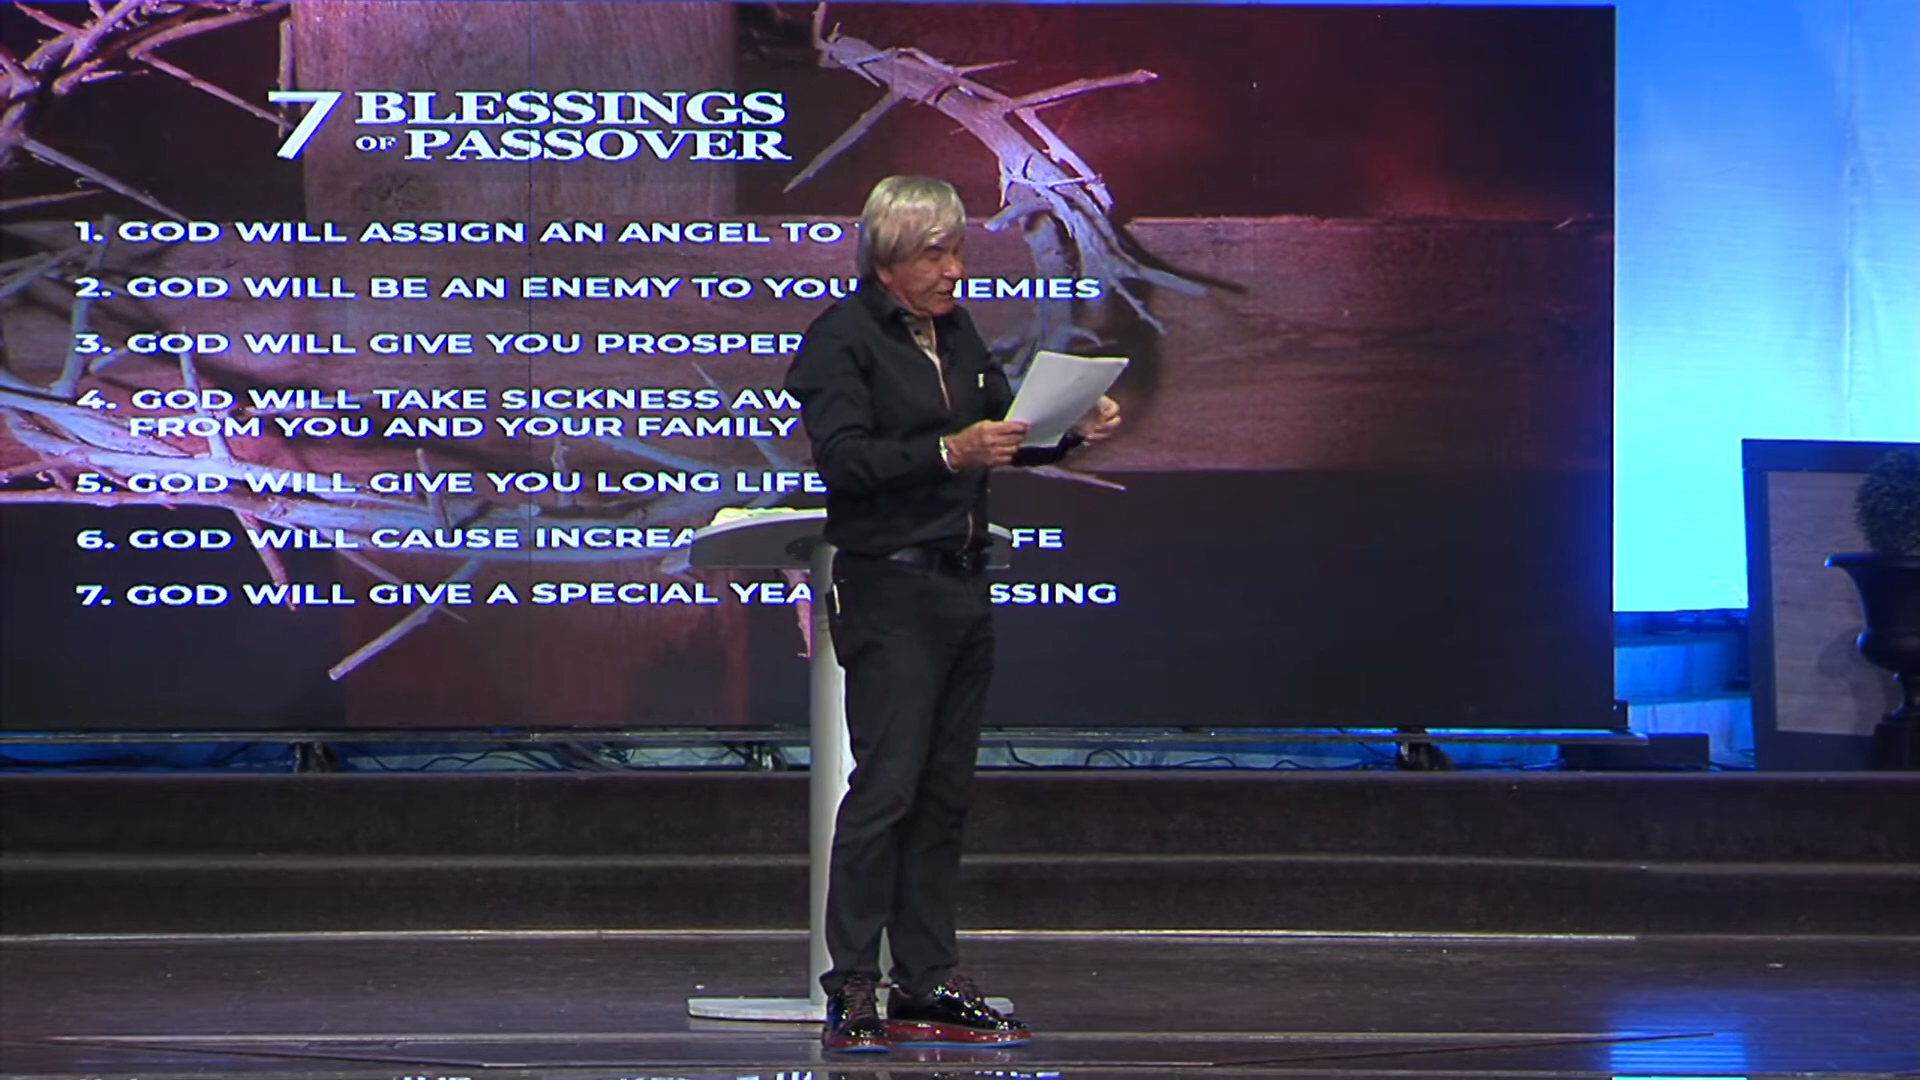 7 BLESSINGS
OF PASSOVER
1. GOD WILL ASSIGN AN ANGEL TO
2. GOD WILL BE AN ENEMY TO YOU NEMIES
3. GOD WILL GIVE YOU PROSPER
4. GOD WILL TAKE SICKNESS AW
FROM YOU AND YOUR FAMILY
5. GOD WILL GIVE YOU LONG LIFE
6. GOD WILL CAUSE INCREA FE
7. GOD WILL GIVE A SPECIAL YEA SSING